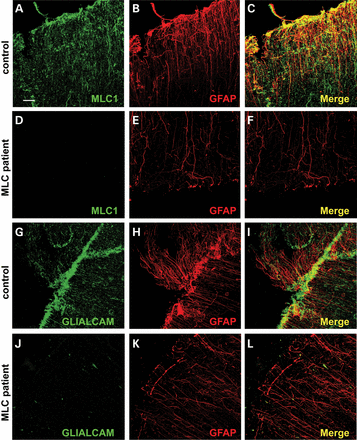 A B C
control
MLC1 GFAP Merge
D E F
MLC patient
MLC1 GFAP Merge
G H I
control
GLIALCAM GFAP Merge
J K L
MLC patient
GLIALCAM GFAP Merge